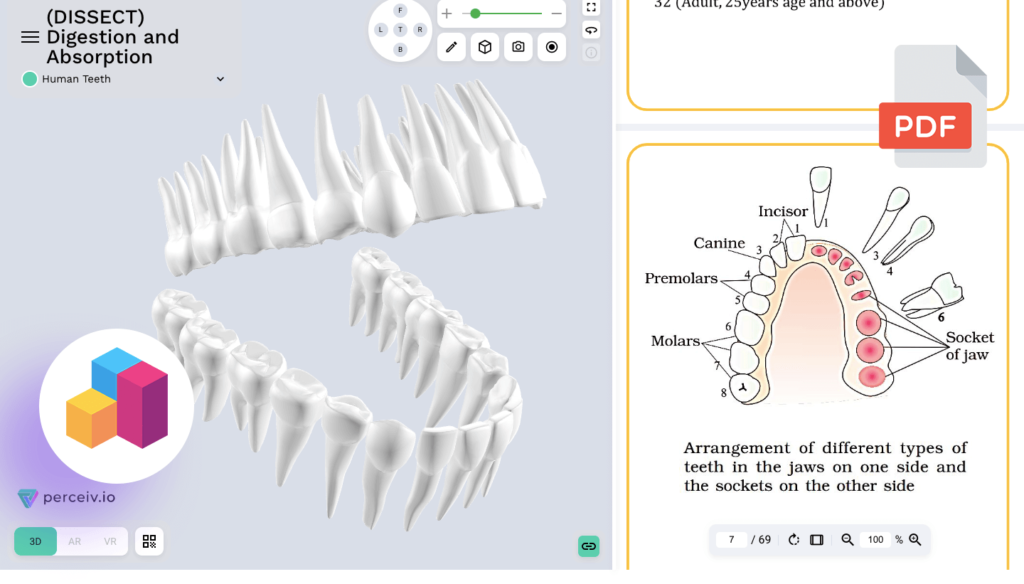 (DISSECT)
Digestion and
Absorption
Human Teeth
F
L T R
B
perceiv.io
3D AR VR
32 (Adult, 25years age and above)
PDF
Incisor
Canine
Premolars
Molars
1
2
3
4
5
6
7
8
1
3
4
6
Socket
of jaw
Arrangement of different types of
teeth in the jaws on one side and
the sockets on the other side
7 / 69 100 %